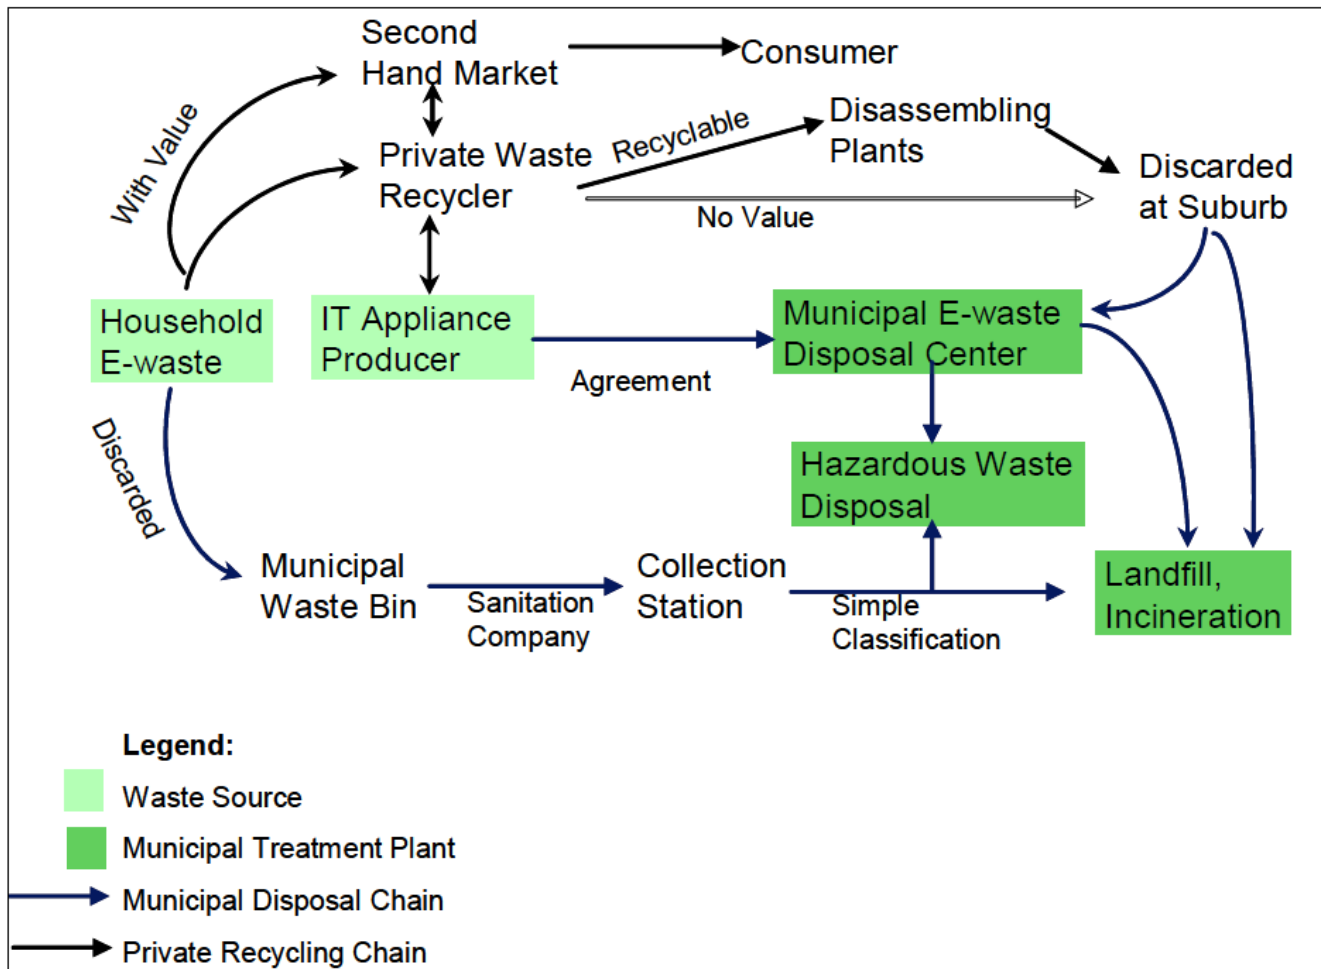 Second
Hand Market
Consumer
With Value
Private Waste
Recycler
Recyclable
Disassembling
Plants
No Value
Discarded
at Suburb
Household
E-waste
IT Appliance
Producer
Agreement
Municipal E-waste
Disposal Center
Discarded
Hazardous Waste
Disposal
Municipal
Waste Bin
Sanitation
Company
Collection
Station
Simple
Classification
Landfill,
Incineration
Legend:
Waste Source
Municipal Treatment Plant
Municipal Disposal Chain
Private Recycling Chain